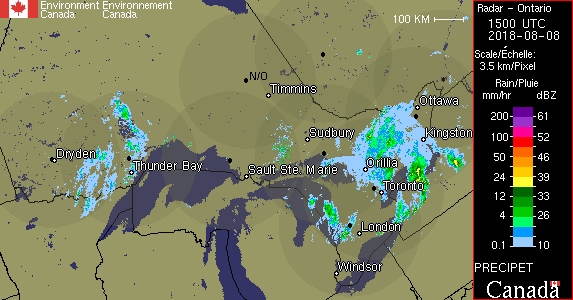 Environment Environnement
Canada Canada
100 KM
N/O
Timmins
Ottawa
Sudbury
Kingston
Dryden
Thunder Bay
Sault Ste. Marie
Orillia
Toronto
London
Windsor
Radar - Ontario
1500 UTC
2018-08-08
Scale/Échelle:
3.5 km/Pixel
Rain/Pluie
mm/hr dBZ
200 61
100 52
50 46
24 39
12 33
4 26
0.1 10
PRECIPET
Canada